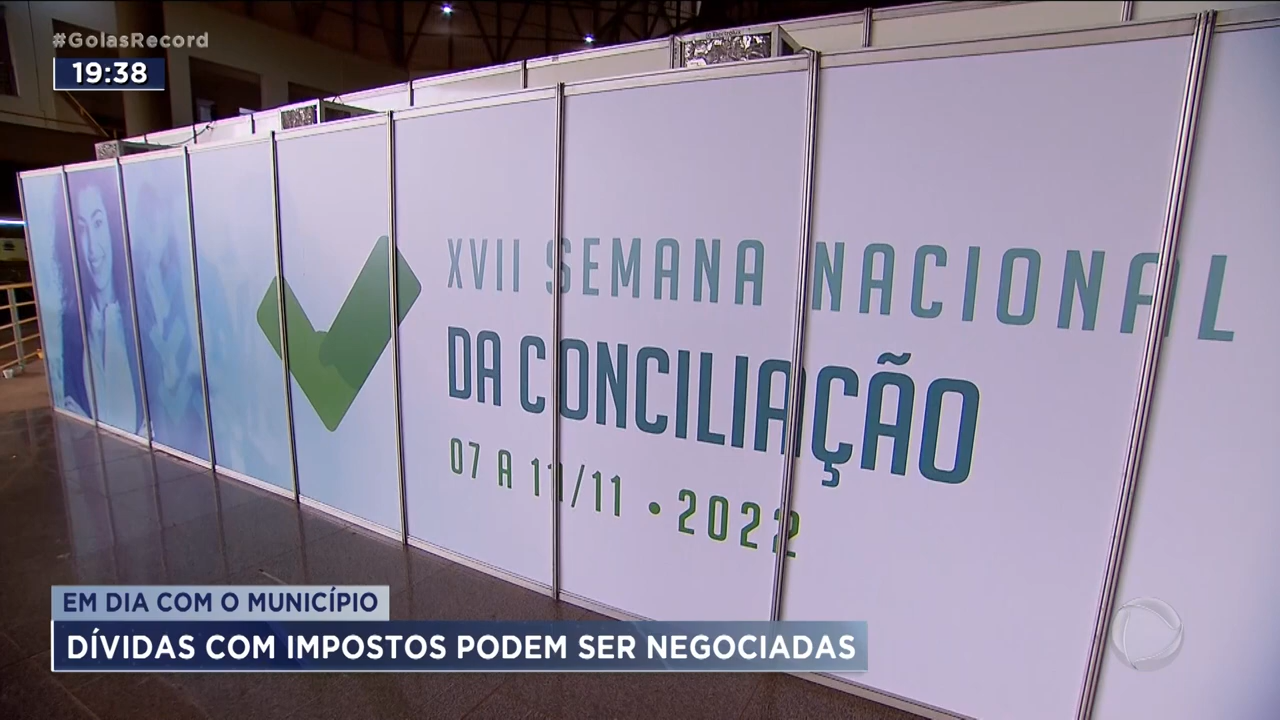 #GolasRecord
19:38
Electrolux
XVII SEMANA NACIONAL
DA CONCILIAÇÃO
07 A 11/11 • 2022
EM DIA COM O MUNICÍPIO
DÍVIDAS COM IMPOSTOS PODEM SER NEGOCIADAS